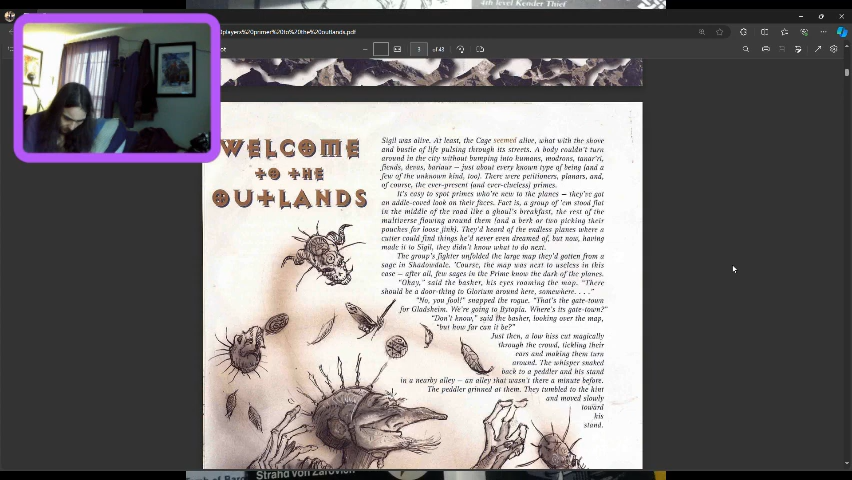 4th level Kender Thief
players%20primer%20to%20the%20outlands.pdf
3 of 43
WELCOME
TO THE
OUTLANDS
Sigil was alive. At least, the Cage seemed alive, what with the shove
and bustle of life pulsing through its streets. A body couldn't turn
around in the city without bumping into humans, modrons, tanar'ri,
fiends, devas, bariaur — just about every known type of being (and a
few of the unknown kind, too). There were petitioners, planars, and,
of course, the ever-present (and ever-clueless) primes.
It's easy to spot primes who're new to the planes — they've got
an addle-coved look on their faces. Fact is, a group of 'em stood flat
in the middle of the road like a ghoul's breakfast, the rest of the
multiverse flowing around them (and a berk or two picking their
pouches for loose jink). They'd heard of the endless planes where a
cutter could find things he'd never even dreamed of, but now, having
made it to Sigil, they didn't know what to do next.
The group's fighter unfolded the large map they'd gotten from a
sage in Shadowdale. 'Course, the map was next to useless in this
case — after all, few sages in the Prime know the dark of the planes.
"Okay," said the basher, his eyes roaming the map. "There
should be a door-thing to Glorium around here, somewhere. . . ."
"No, you fool!" snapped the rogue. "That's the gate-town
for Gladsheim. We're going to Bytopia. Where's its gate-town?"
"Don't know," said the basher, looking over the map,
"but how far can it be?"
Just then, a low hiss cut magically
through the crowd, tickling their
ears and making them turn
around. The whisper snaked
back to a peddler and his stand
in a nearby alley — an alley that wasn't there a minute before.
The peddler grinned at them. They tumbled to the hint
and moved slowly
toward
his
stand.
Strahd von Zarovich